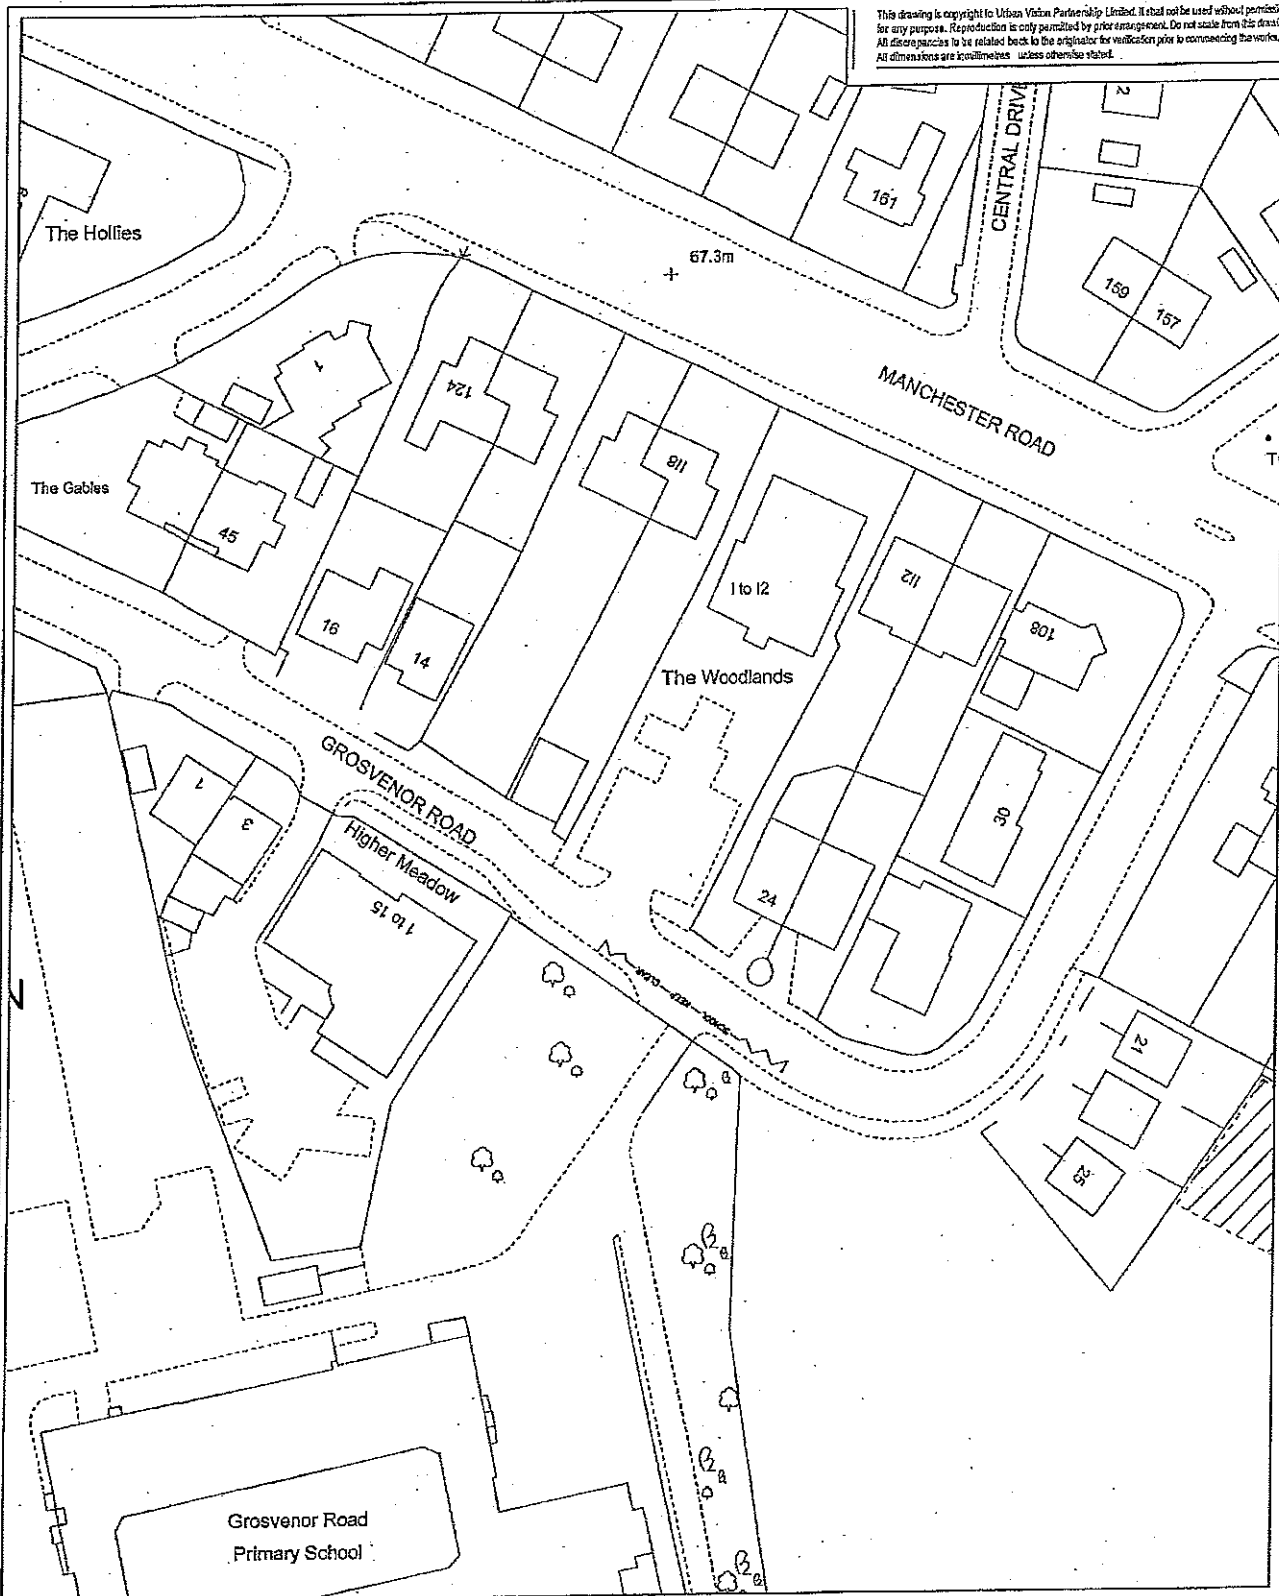 This drawing is copyright to Urban Vision Partnership Limited. It shall not be used without permissi
for any purpose. Reproduction is only permitted by prior arrangement. Do not scale from this drawi
All discrepancies to be related back to the originator for verification prior to commencing the works.
All dimensions are in millimetres unless otherwise stated.
CENTRAL DRIVE
2
161
The Hollies
67.3m
159
157
MANCHESTER ROAD
1
124
118
The Gables
45
1 to 12
112
108
16
14
The Woodlands
GROSVENOR ROAD
1
3
Higher Meadow
1 to 15
30
24
N
SCHOOL KEEP CLEAR
21
25
Grosvenor Road
Primary School